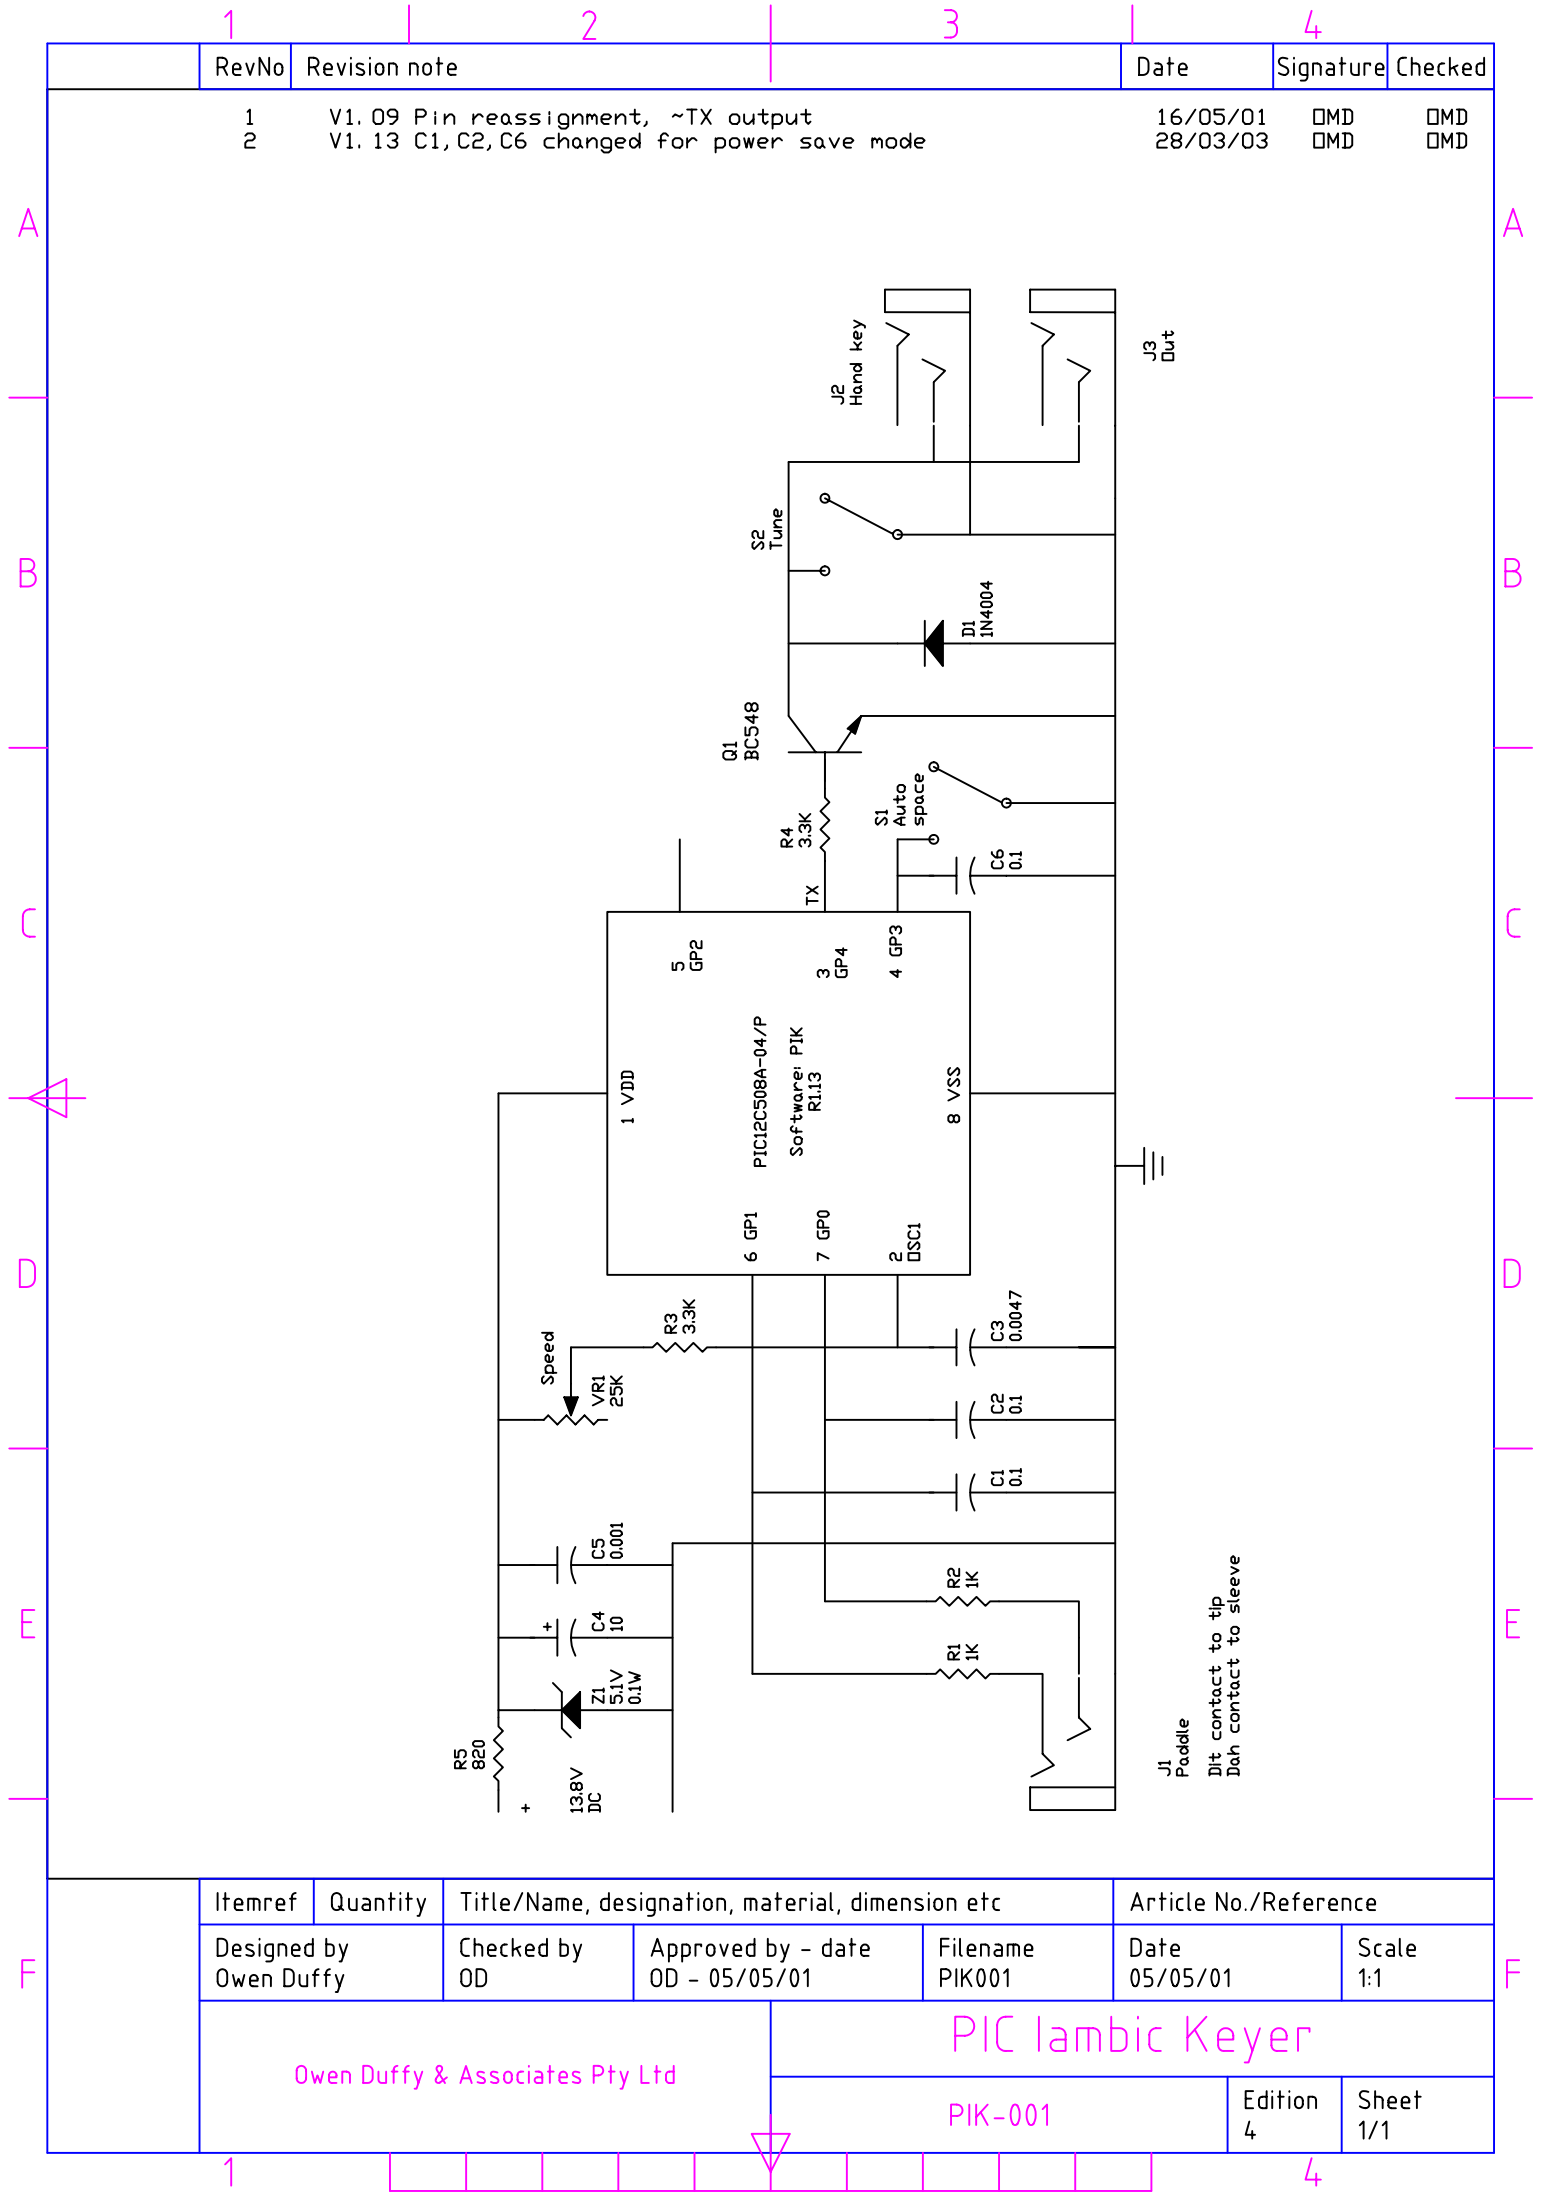 1 2 3 4
RevNo Revision note Date Signature Checked
1 V1.09 Pin reassignment, ~TX output 16/05/01 OMD OMD
2 V1.13 C1,C2,C6 changed for power save mode 28/03/03 OMD OMD
A A
B B
C C
D D
E E
F F
J2
Hand key
J3
Out
S2
Tune
D1
1N4004
Q1
BC548
R4
3.3K
S1
Auto
space
C6
0.1
TX
5
GP2
3
GP4
4 GP3
1 VDD
PIC12C508A-04/P
Software: PIK
R1.13
8 VSS
6 GP1
7 GP0
2
OSC1
Speed
VR1
25K
R3
3.3K
C3
0.0047
C2
0.1
C1
0.1
C5
0.001
+
C4
10
Z1
5.1V
0.1W
R5
820
+
13.8V
DC
R2
1K
R1
1K
J1
Paddle
Dit contact to tip
Dah contact to sleeve
Itemref Quantity Title/Name, designation, material, dimension etc Article No./Reference
Designed by Checked by Approved by - date Filename Date Scale
Owen Duffy OD OD - 05/05/01 PIK001 05/05/01 1:1
Owen Duffy & Associates Pty Ltd
PIC Iambic Keyer
PIK-001
Edition Sheet
4 1/1
1 4